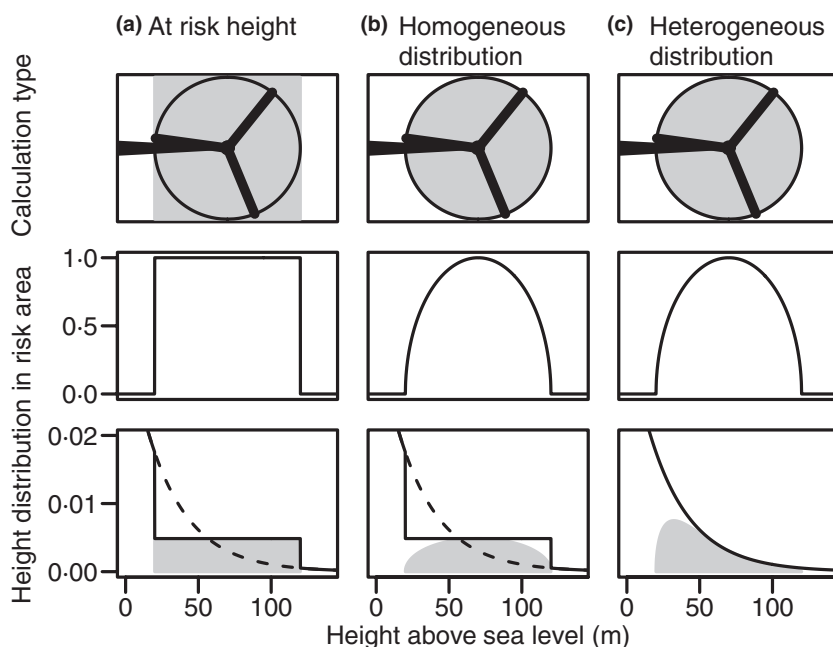 (a) At risk height
(b) Homogeneous
distribution
(c) Heterogeneous
distribution
Calculation type
Height distribution in risk area
1·0
0·5
0·0
0·02
0·01
0·00
0 50 100
0 50 100
0 50 100
Height above sea level (m)